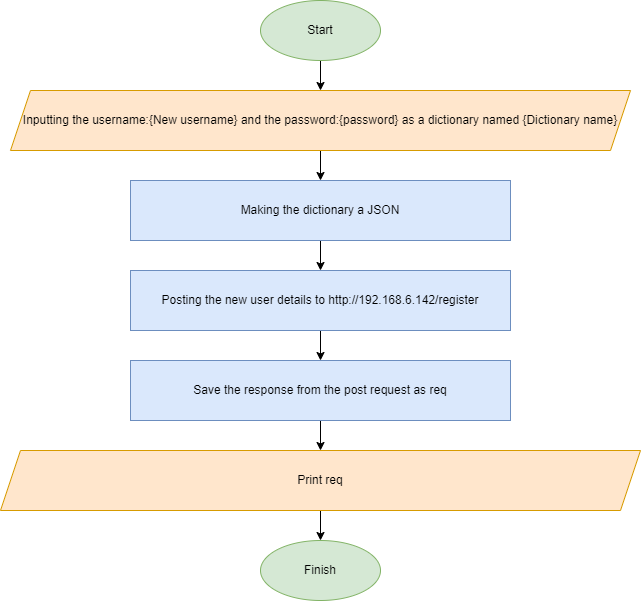 Start
Inputting the username:{New username} and the password:{password} as a dictionary named {Dictionary name}
Making the dictionary a JSON
Posting the new user details to http://192.168.6.142/register
Save the response from the post request as req
Print req
Finish